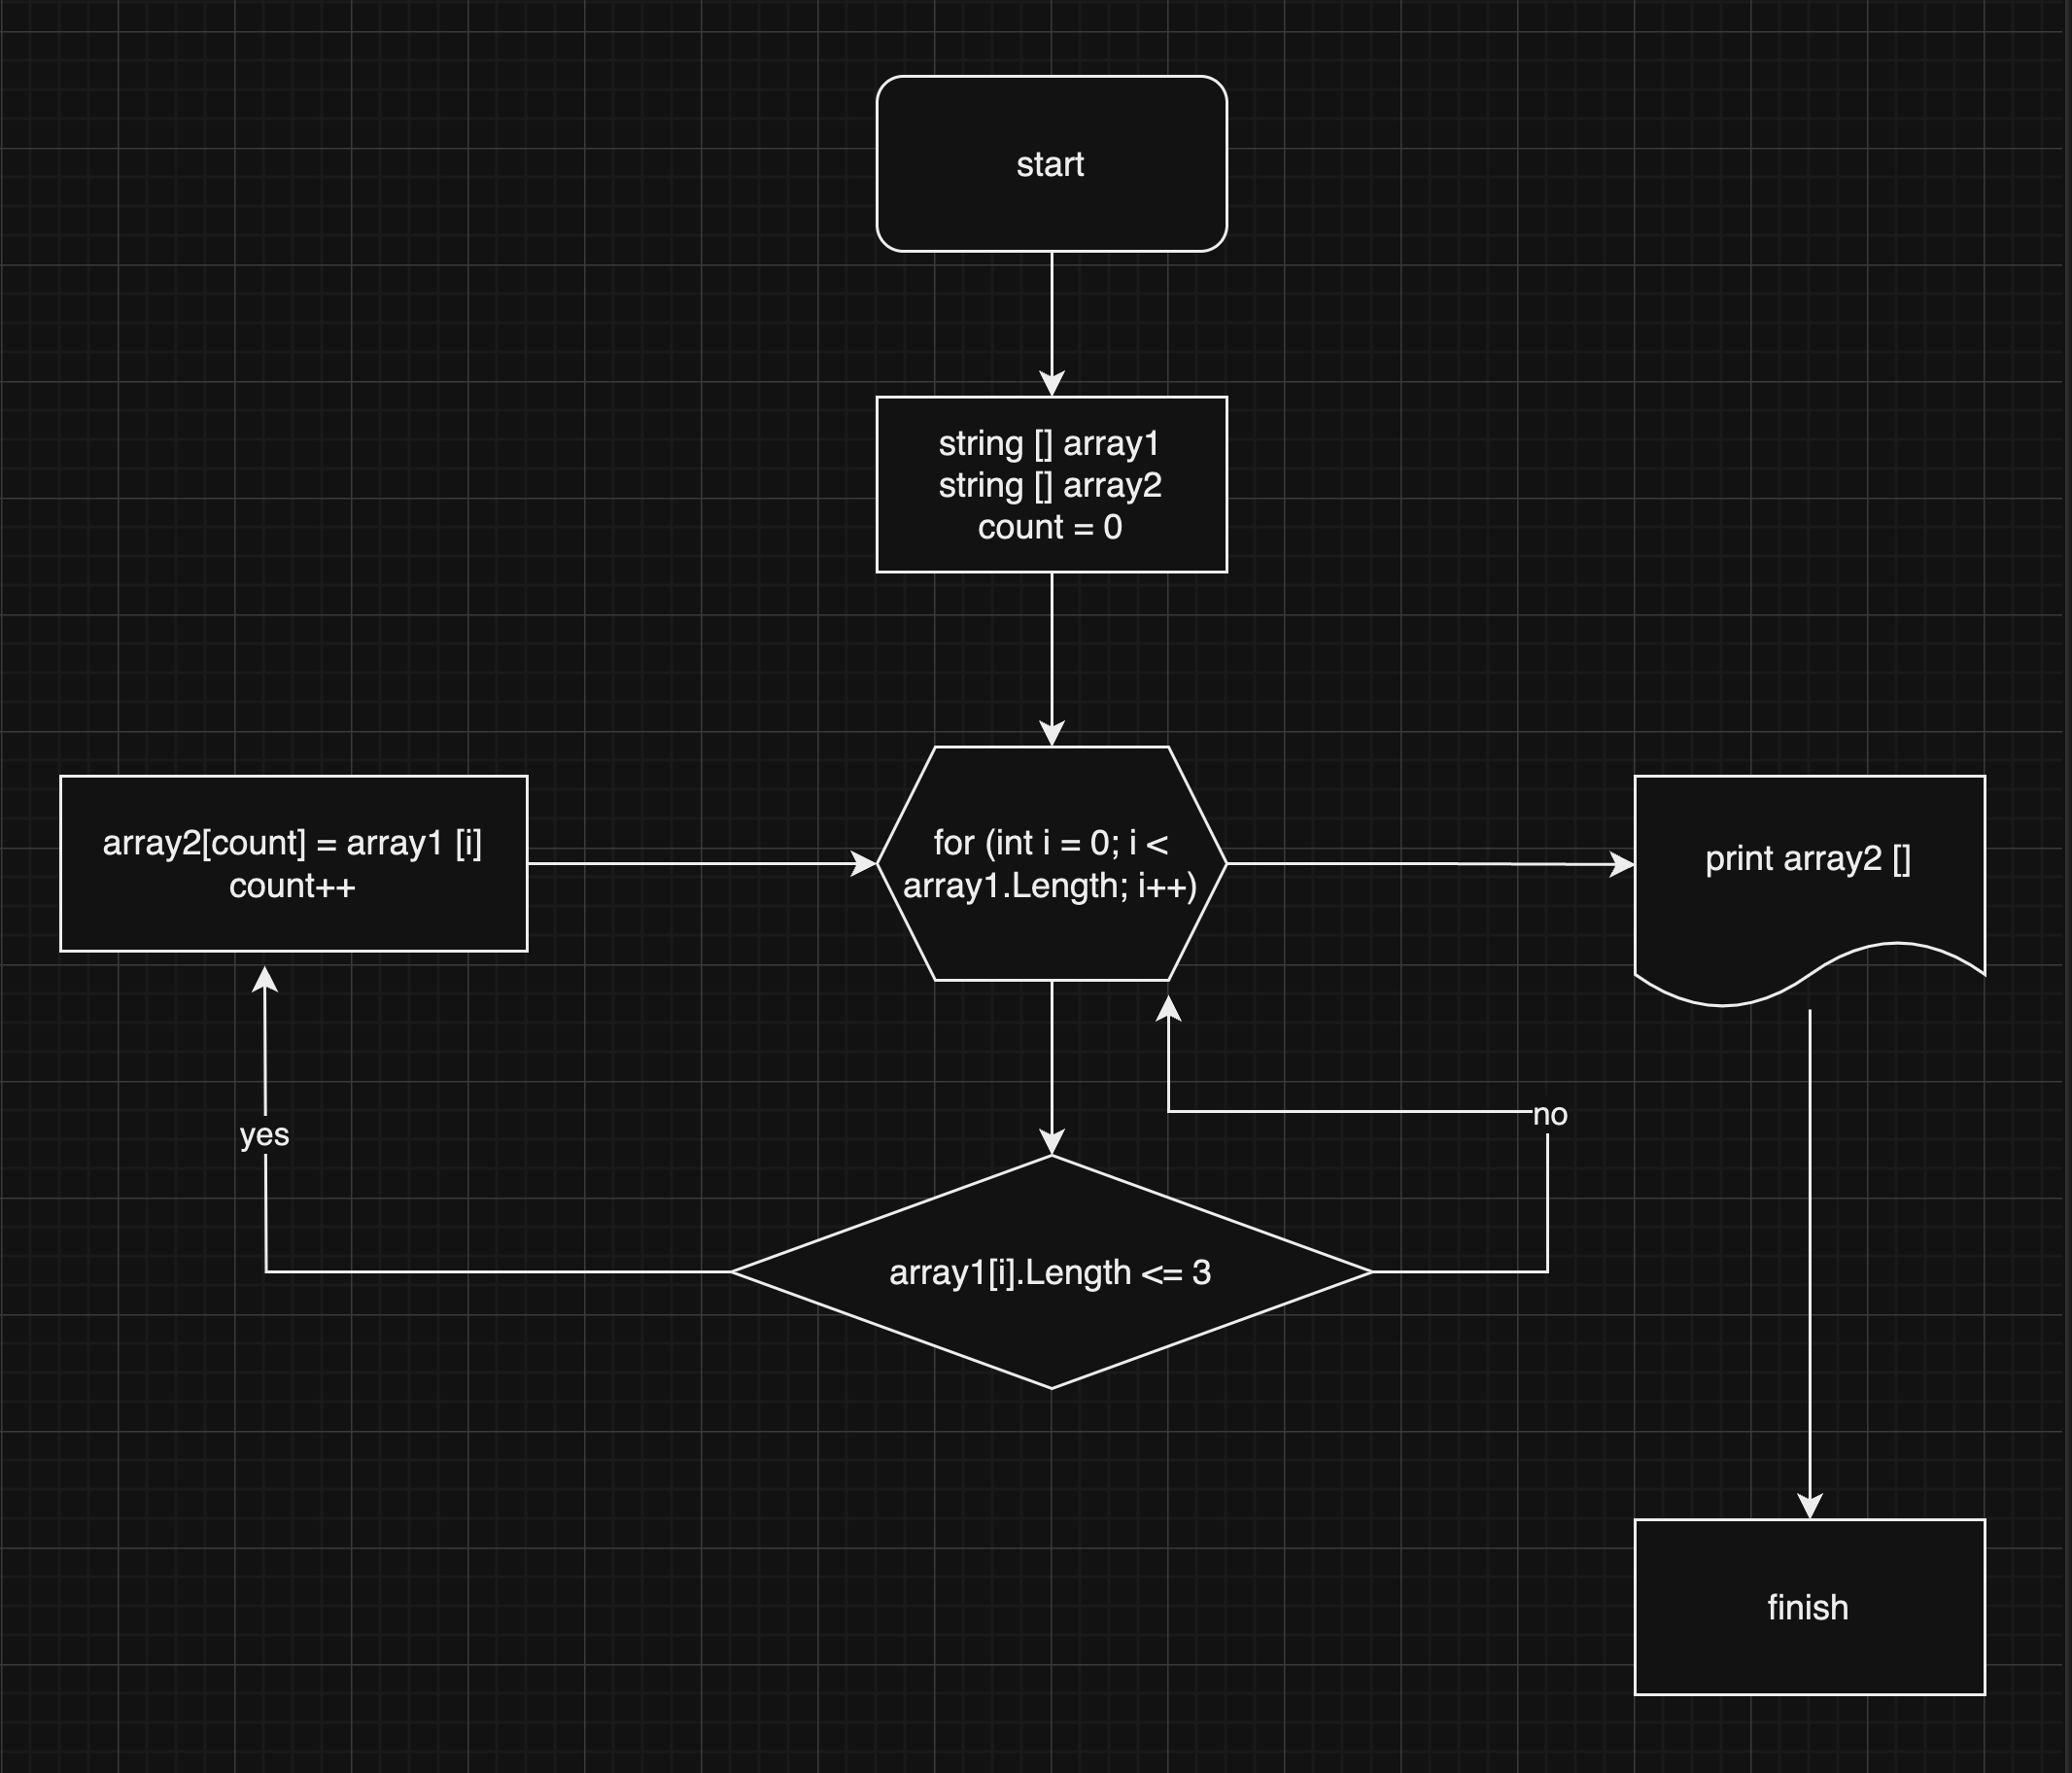 start
string [] array1
string [] array2
count = 0
for (int i = 0; i <
array1.Length; i++)
array2[count] = array1 [i]
count++
print array2 []
yes
no
array1[i].Length <= 3
finish